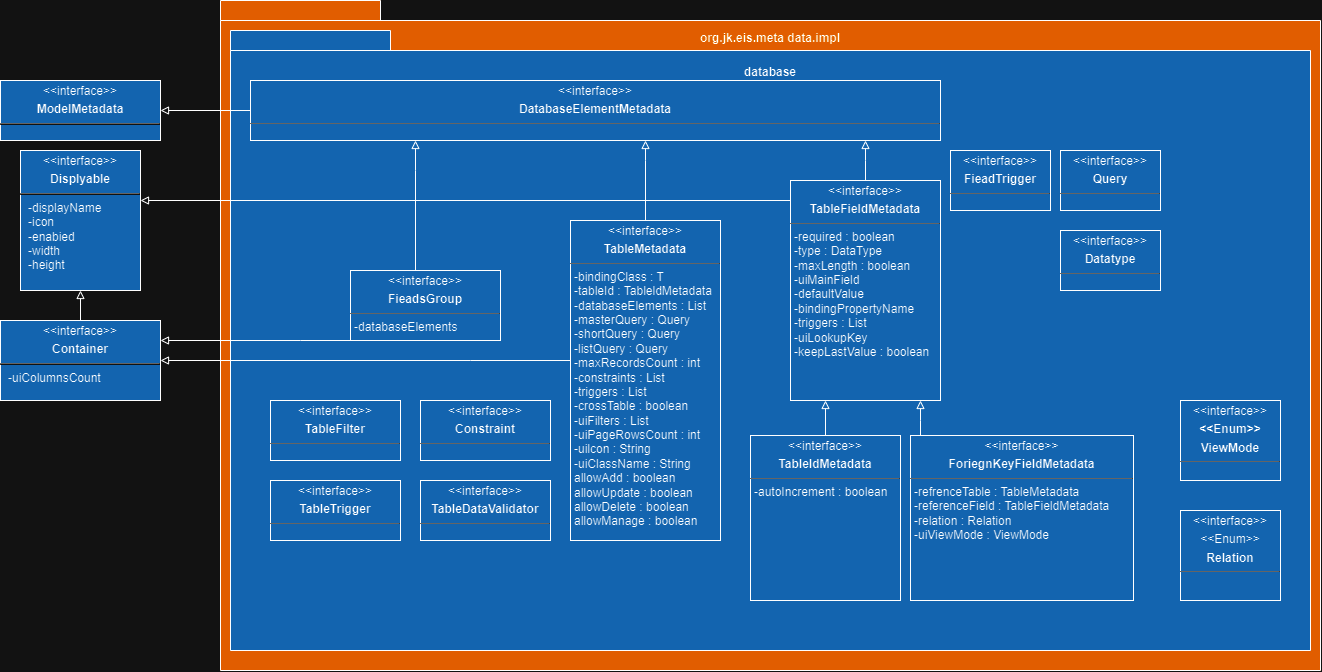 org.jk.eis.meta data.impl
database
<<interface>>
ModelMetadata
<<interface>>
DatabaseElementMetadata
<<interface>>
Displyable
-displayName
-icon
-enabied
-width
-height
<<interface>>
Container
-uiColumnsCount
<<interface>>
FieadsGroup
-databaseElements
<<interface>>
TableMetadata
-bindingClass : T
-tableId : TableIdMetadata
-databaseElements : List
-masterQuery : Query
-shortQuery : Query
-listQuery : Query
-maxRecordsCount : int
-constraints : List
-triggers : List
-crossTable : boolean
-uiFilters : List
-uiPageRowsCount : int
-uiIcon : String
-uiClassName : String
allowAdd : boolean
allowUpdate : boolean
allowDelete : boolean
allowManage : boolean
<<interface>>
TableFieldMetadata
-required : boolean
-type : DataType
-maxLength : boolean
-uiMainField
-defaultValue
-bindingPropertyName
-triggers : List
-uiLookupKey
-keepLastValue : boolean
<<interface>>
FieadTrigger
<<interface>>
Query
<<interface>>
Datatype
<<interface>>
TableFilter
<<interface>>
Constraint
<<interface>>
TableTrigger
<<interface>>
TableDataValidator
<<interface>>
TableIdMetadata
-autoIncrement : boolean
<<interface>>
ForiegnKeyFieldMetadata
-refrenceTable : TableMetadata
-referenceField : TableFieldMetadata
-relation : Relation
-uiViewMode : ViewMode
<<interface>>
<<Enum>>
ViewMode
<<interface>>
<<Enum>>
Relation